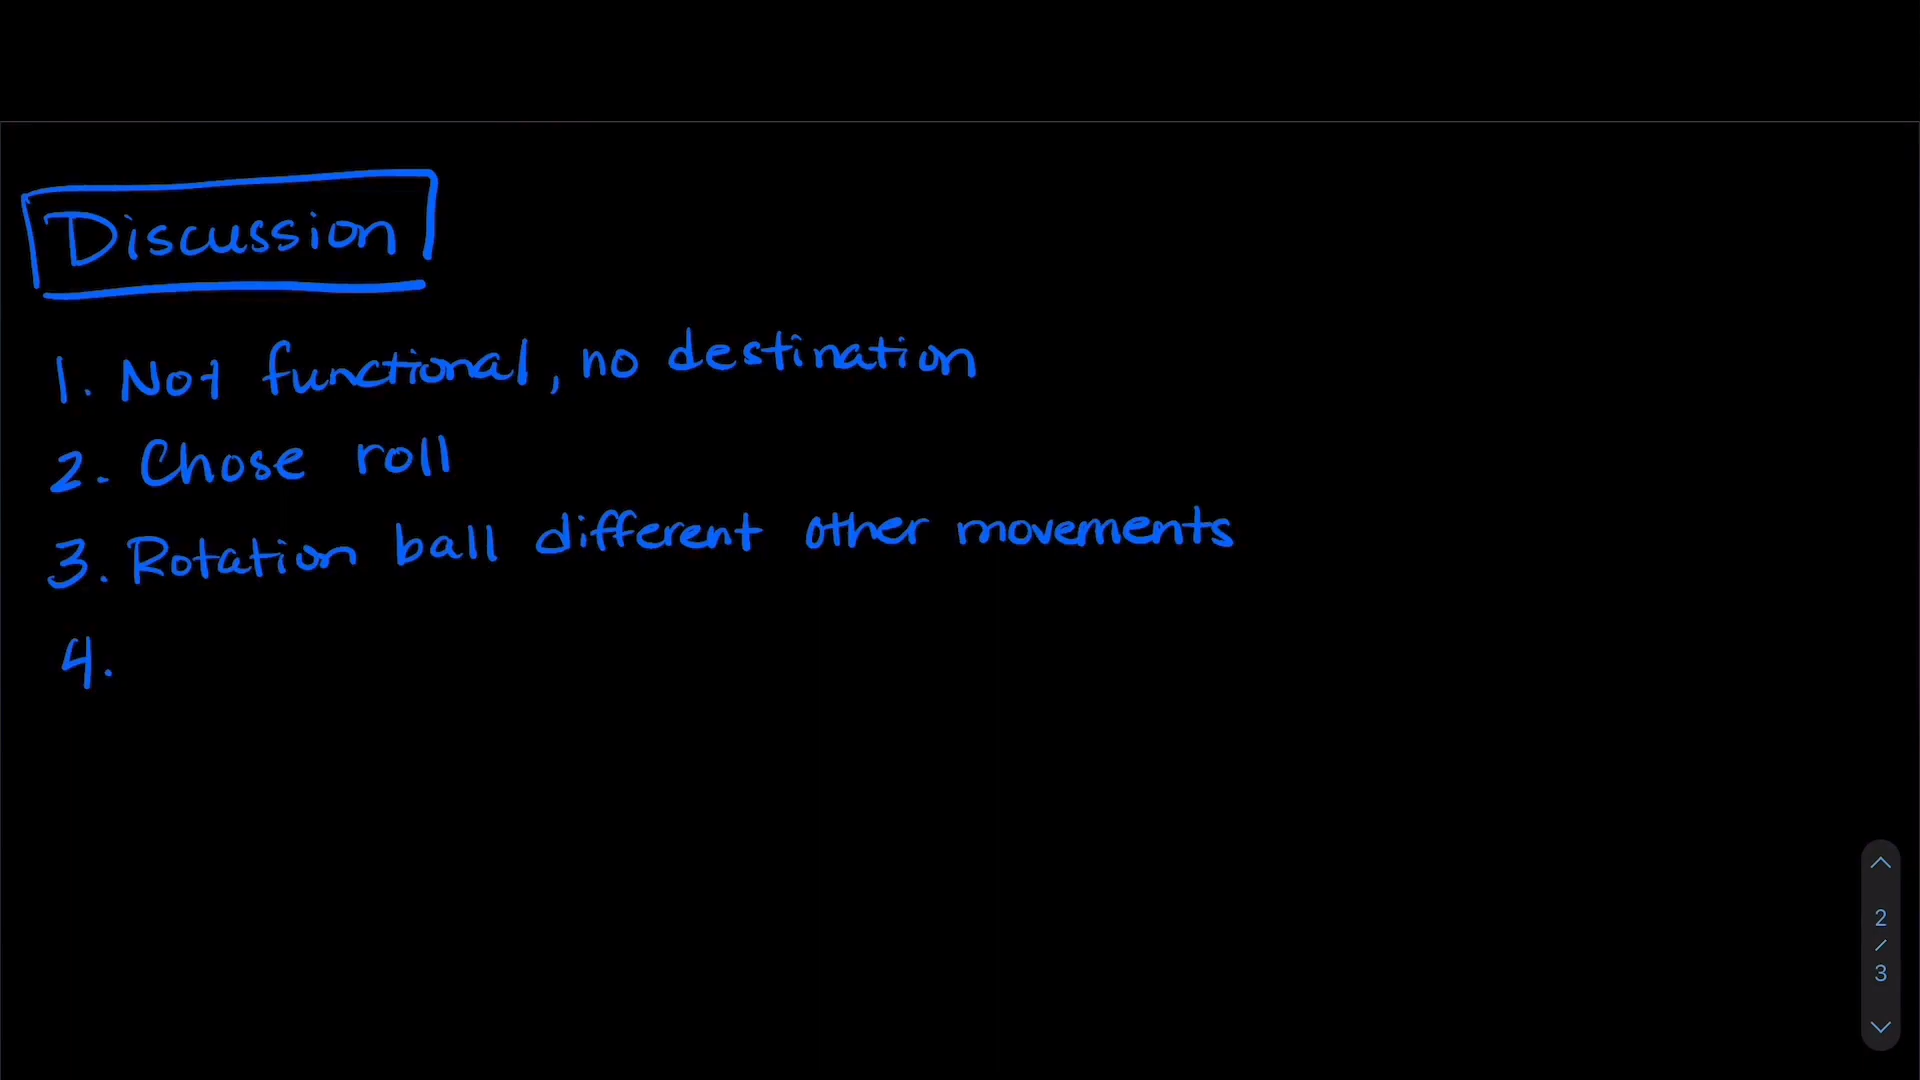 Discussion
1. Not functional, no destination
2. Chose roll
3. Rotation ball different other movements
4.
2
/
3